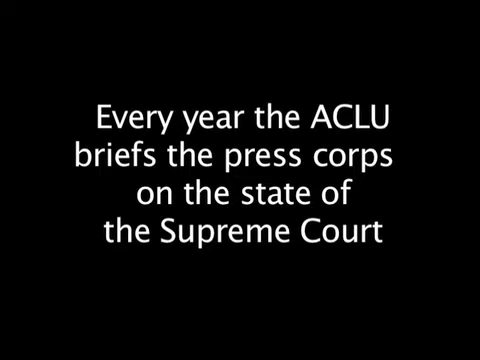 Every year the ACLU
briefs the press corps
on the state of
the Supreme Court